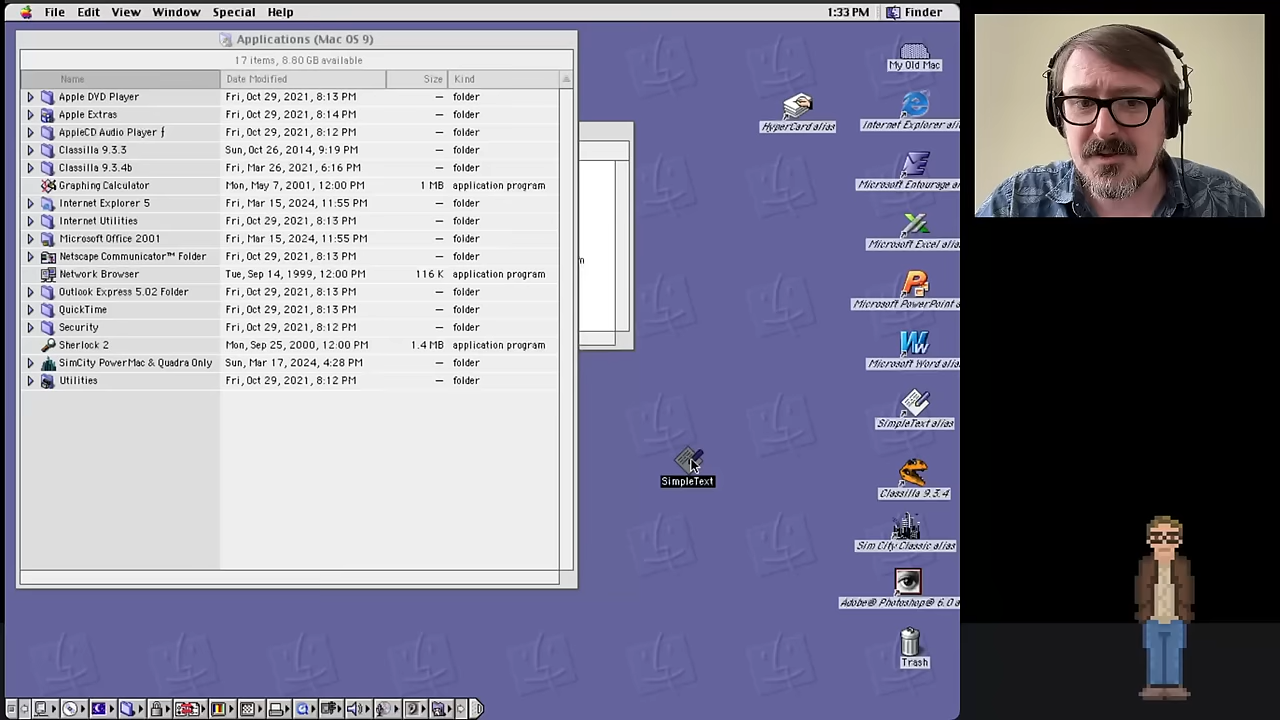 File Edit View Window Special Help 1:33 PM Finder
Applications (Mac OS 9)
17 items, 8.80 GB available
Name Date Modified Size Kind
Apple DVD Player Fri, Oct 29, 2021, 8:13 PM — folder
Apple Extras Fri, Oct 29, 2021, 8:14 PM — folder
AppleCD Audio Player ƒ Fri, Oct 29, 2021, 8:12 PM — folder
Classilla 9.3.3 Sun, Oct 26, 2014, 9:19 PM — folder
Classilla 9.3.4b Fri, Mar 26, 2021, 6:16 PM — folder
Graphing Calculator Mon, May 7, 2001, 12:00 PM 1 MB application program
Internet Explorer 5 Fri, Mar 15, 2024, 11:55 PM — folder
Internet Utilities Fri, Oct 29, 2021, 8:13 PM — folder
Microsoft Office 2001 Fri, Mar 15, 2024, 11:55 PM — folder
Netscape Communicator™ Folder Fri, Oct 29, 2021, 8:13 PM — folder
Network Browser Tue, Sep 14, 1999, 12:00 PM 116 K application program
Outlook Express 5.02 Folder Fri, Oct 29, 2021, 8:13 PM — folder
QuickTime Fri, Oct 29, 2021, 8:13 PM — folder
Security Fri, Oct 29, 2021, 8:12 PM — folder
Sherlock 2 Mon, Sep 25, 2000, 12:00 PM 1.4 MB application program
SimCity PowerMac & Quadra Only Sun, Mar 17, 2024, 4:28 PM — folder
Utilities Fri, Oct 29, 2021, 8:12 PM — folder
SimpleText
HyperCard alias
My Old Mac
Internet Explorer ali
Microsoft Entourage a
Microsoft Excel alia
Microsoft PowerPoint
Microsoft Word alia
SimpleText alias
Classilla 9.3.4
Sim City Classic alias
Adobe® Photoshop® 6.0 a
Trash